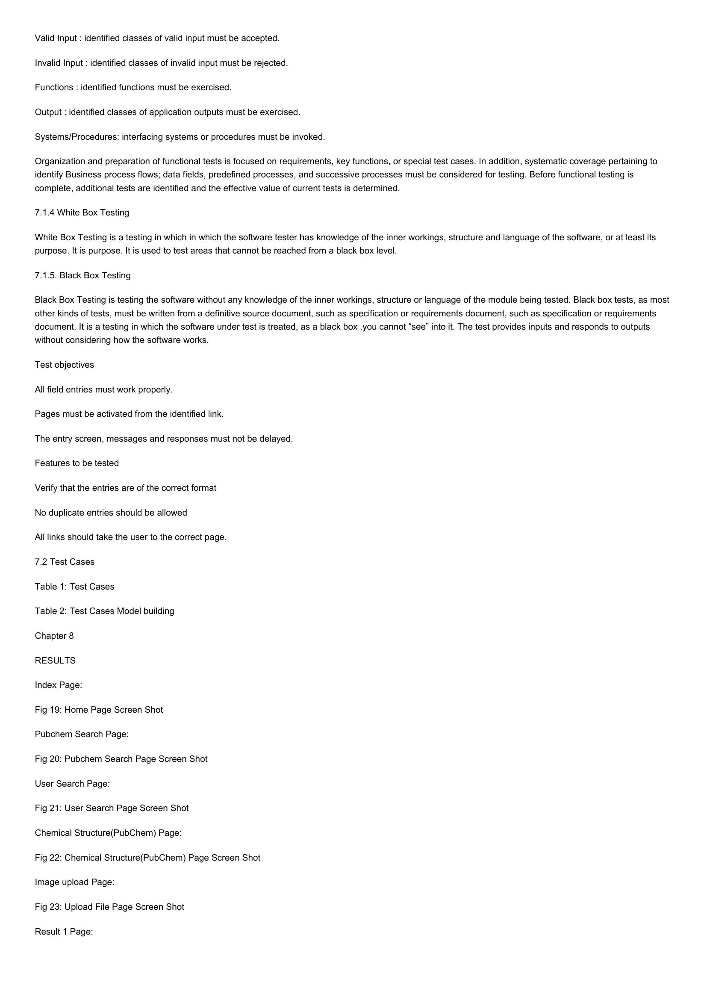 Valid Input : identified classes of valid input must be accepted.
Invalid Input : identified classes of invalid input must be rejected.
Functions : identified functions must be exercised.
Output : identified classes of application outputs must be exercised.
Systems/Procedures: interfacing systems or procedures must be invoked.
Organization and preparation of functional tests is focused on requirements, key functions, or special test cases. In addition, systematic coverage pertaining to
identify Business process flows; data fields, predefined processes, and successive processes must be considered for testing. Before functional testing is
complete, additional tests are identified and the effective value of current tests is determined.
7.1.4 White Box Testing
White Box Testing is a testing in which in which the software tester has knowledge of the inner workings, structure and language of the software, or at least its
purpose. It is purpose. It is used to test areas that cannot be reached from a black box level.
7.1.5. Black Box Testing
Black Box Testing is testing the software without any knowledge of the inner workings, structure or language of the module being tested. Black box tests, as most
other kinds of tests, must be written from a definitive source document, such as specification or requirements document, such as specification or requirements
document. It is a testing in which the software under test is treated, as a black box .you cannot “see” into it. The test provides inputs and responds to outputs
without considering how the software works.
Test objectives
All field entries must work properly.
Pages must be activated from the identified link.
The entry screen, messages and responses must not be delayed.
Features to be tested
Verify that the entries are of the correct format
No duplicate entries should be allowed
All links should take the user to the correct page.
7.2 Test Cases
Table 1: Test Cases
Table 2: Test Cases Model building
Chapter 8
RESULTS
Index Page:
Fig 19: Home Page Screen Shot
Pubchem Search Page:
Fig 20: Pubchem Search Page Screen Shot
User Search Page:
Fig 21: User Search Page Screen Shot
Chemical Structure(PubChem) Page:
Fig 22: Chemical Structure(PubChem) Page Screen Shot
Image upload Page:
Fig 23: Upload File Page Screen Shot
Result 1 Page: